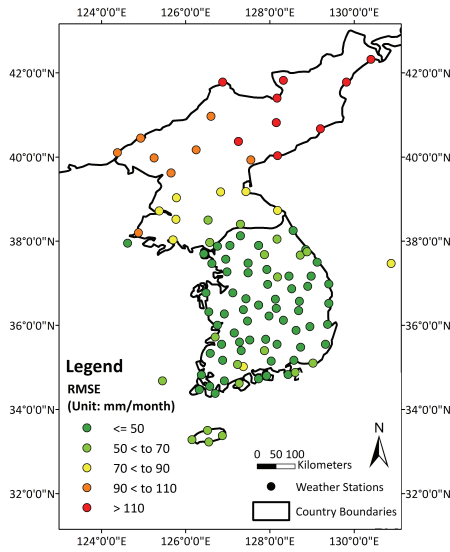 124°0'0"E 126°0'0"E 128°0'0"E 130°0'0"E
42°0'0"N 42°0'0"N
40°0'0"N 40°0'0"N
38°0'0"N 38°0'0"N
36°0'0"N 36°0'0"N
34°0'0"N 34°0'0"N
32°0'0"N 32°0'0"N
Legend
RMSE
(Unit: mm/month)
<= 50
50 < to 70
70 < to 90
90 < to 110
> 110
N
0 50 100
Kilometers
Weather Stations
Country Boundaries
124°0'0"E 126°0'0"E 128°0'0"E 130°0'0"E